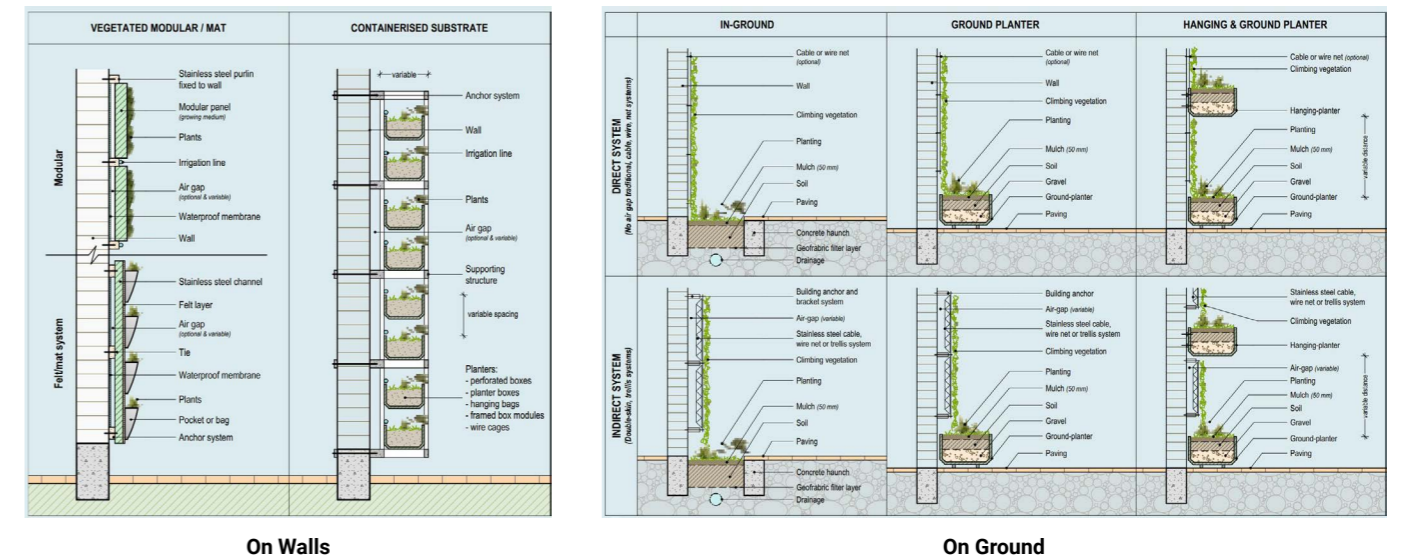 VEGETATED MODULAR / MAT
CONTAINERISED SUBSTRATE
Modular
Stainless steel purlin
fixed to wall
Modular panel
(growing medium)
Plants
Irrigation line
Air gap
(optional & variable)
Waterproof membrane
Wall
Felt/mat system
Stainless steel channel
Felt layer
Air gap
(optional & variable)
Tie
Waterproof membrane
Plants
Pocket or bag
Anchor system
variable
Anchor system
Wall
Irrigation line
Plants
Air gap
(optional & variable)
Supporting
structure
variable spacing
Planters:
- perforated boxes
- planter boxes
- hanging bags
- framed box modules
- wire cages
On Walls
IN-GROUND
GROUND PLANTER
HANGING & GROUND PLANTER
DIRECT SYSTEM
(No air gap traditional, cable, wire, net systems)
Cable or wire net
(optional)
Wall
Climbing vegetation
Planting
Mulch (50 mm)
Soil
Paving
Concrete haunch
Geofrabric filter layer
Drainage
Cable or wire net
(optional)
Wall
Climbing vegetation
Planting
Mulch (50 mm)
Soil
Gravel
Ground-planter
Paving
Cable or wire net (optional)
Climbing vegetation
Hanging-planter
Planting
Mulch (50 mm)
Soil
Gravel
Ground-planter
Paving
variable distance
INDIRECT SYSTEM
(Double-skin, trellis systems)
Building anchor and
bracket system
Air-gap (variable)
Stainless steel cable,
wire net or trellis system
Climbing vegetation
Planting
Mulch (50 mm)
Soil
Paving
Concrete haunch
Geofrabric filter layer
Drainage
Building anchor
Air-gap (variable)
Stainless steel cable,
wire net or trellis system
Climbing vegetation
Planting
Mulch (50 mm)
Soil
Gravel
Ground-planter
Paving
Stainless steel cable,
wire net or trellis system
Climbing vegetation
Hanging-planter
Air-gap (variable)
Planting
Mulch (50 mm)
Soil
Gravel
Ground-planter
Paving
variable distance
On Ground